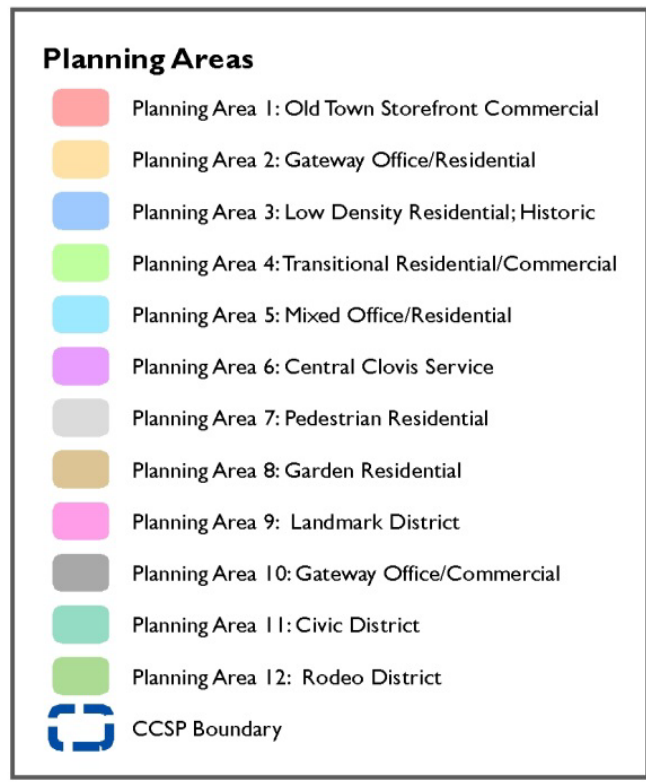 Planning Areas
Planning Area 1: Old Town Storefront Commercial
Planning Area 2: Gateway Office/Residential
Planning Area 3: Low Density Residential; Historic
Planning Area 4: Transitional Residential/Commercial
Planning Area 5: Mixed Office/Residential
Planning Area 6: Central Clovis Service
Planning Area 7: Pedestrian Residential
Planning Area 8: Garden Residential
Planning Area 9: Landmark District
Planning Area 10: Gateway Office/Commercial
Planning Area 11: Civic District
Planning Area 12: Rodeo District
CCSP Boundary